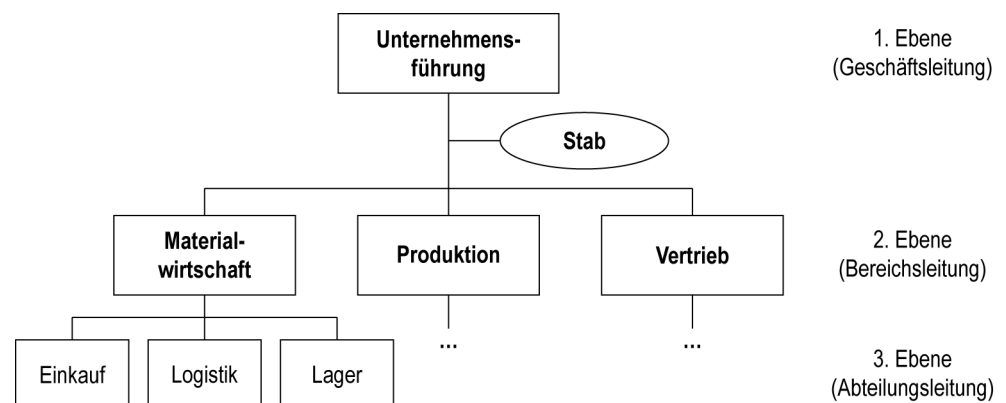 Unternehmens-
führung
1. Ebene
(Geschäftsleitung)
Stab
Material-
wirtschaft
Produktion
Vertrieb
2. Ebene
(Bereichsleitung)
...
...
Einkauf
Logistik
Lager
3. Ebene
(Abteilungsleitung)